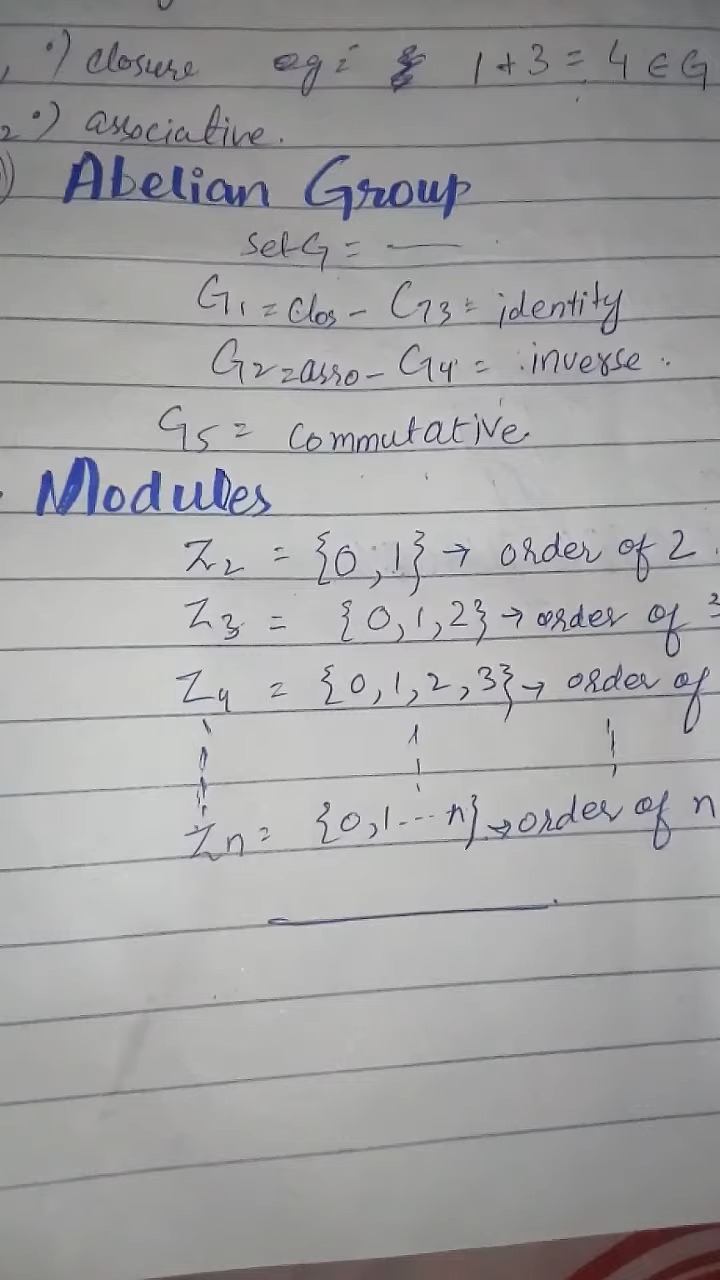 1 •) closure eg: 1 + 3 = 4 ∈ G
2 •) associative.
) Abelian Group
set G = —
G1 = clos - G3 = identity
G2 = asso - G4 = inverse
G5 = commutative
Modules
Z2 = {0, 1} → order of 2
Z3 = {0, 1, 2} → order of 3
Z4 = {0, 1, 2, 3} → order of
Zn = {0, 1 --- n} → order of n